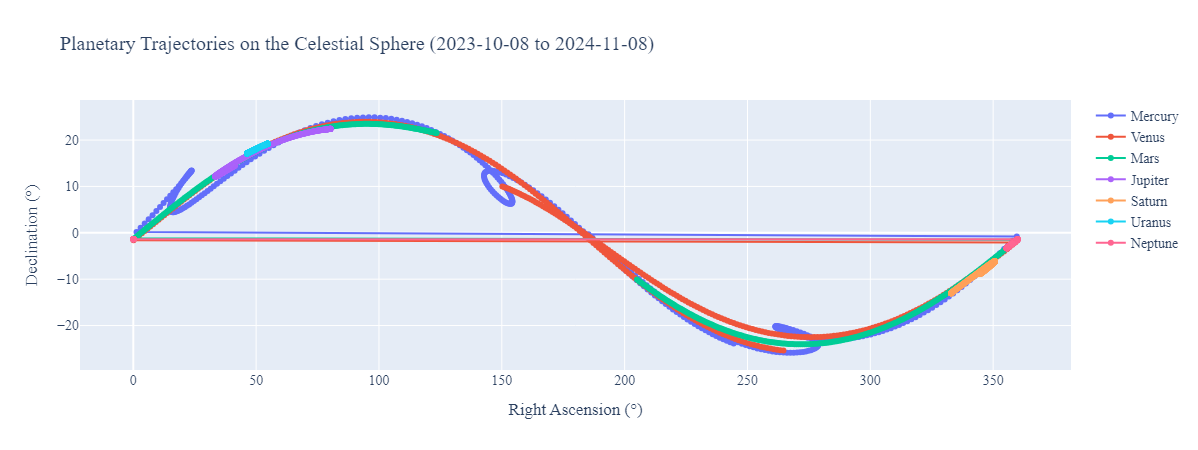 Planetary Trajectories on the Celestial Sphere (2023-10-08 to 2024-11-08)
Mercury
Venus
Mars
Jupiter
Saturn
Uranus
Neptune
Declination (°)
20
10
0
−10
−20
0 50 100 150 200 250 300 350
Right Ascension (°)